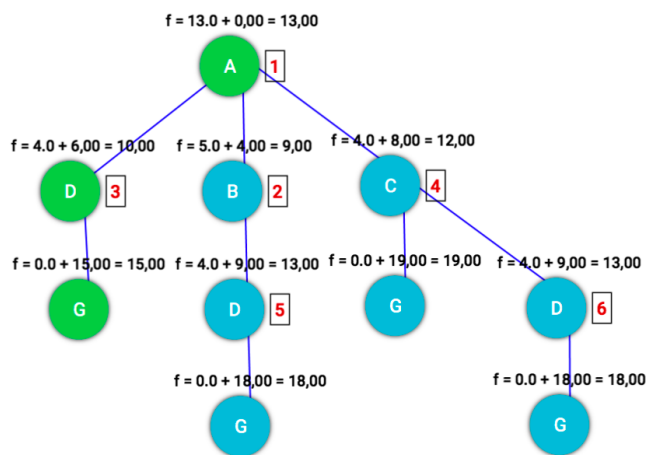 f = 13.0 + 0,00 = 13,00
A 1
f = 4.0 + 6,00 = 10,00
f = 5.0 + 4,00 = 9,00
f = 4.0 + 8,00 = 12,00
D 3
B 2
C 4
f = 0.0 + 15,00 = 15,00
f = 4.0 + 9,00 = 13,00
f = 0.0 + 19,00 = 19,00
f = 4.0 + 9,00 = 13,00
G
D 5
G
D 6
f = 0.0 + 18,00 = 18,00
f = 0.0 + 18,00 = 18,00
G
G